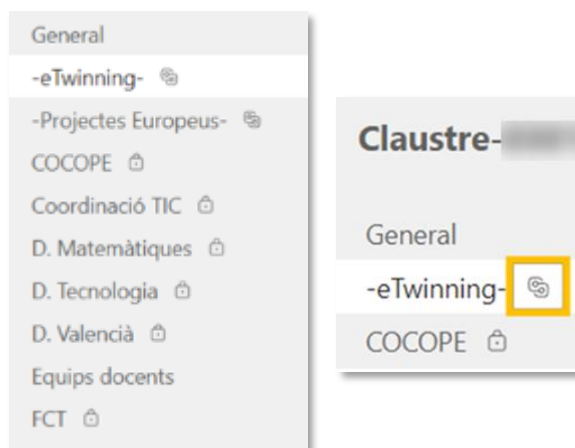 General
-eTwinning-
-Projectes Europeus-
COCOPE
Coordinació TIC
D. Matemàtiques
D. Tecnologia
D. Valencià
Equips docents
FCT
Claustre-
General
-eTwinning-
COCOPE